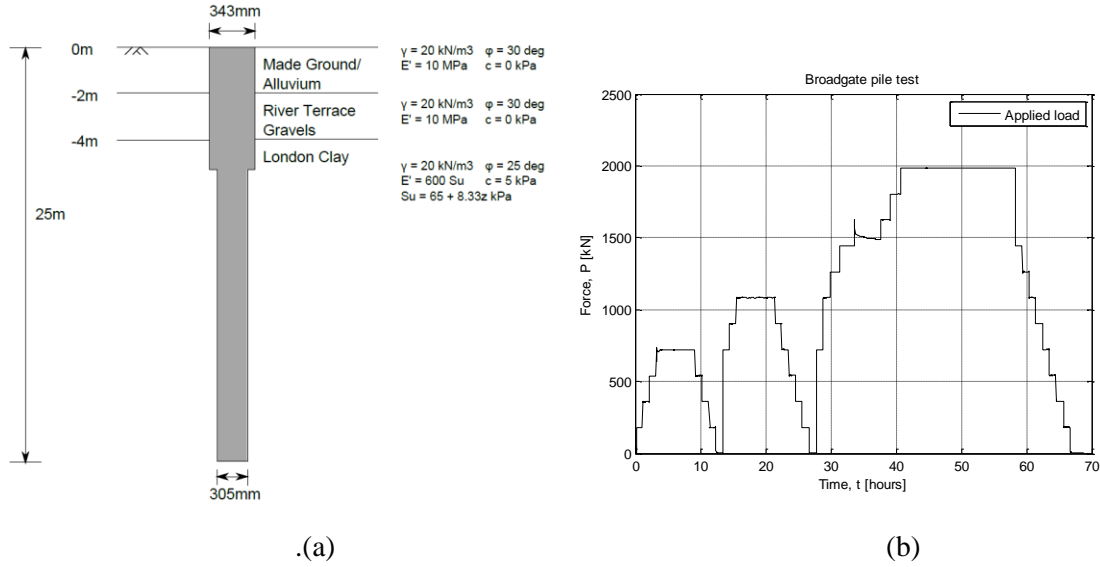 343mm
0m
γ = 20 kN/m3 φ = 30 deg
E' = 10 MPa c = 0 kPa
Made Ground/
Alluvium
-2m
γ = 20 kN/m3 φ = 30 deg
E' = 10 MPa c = 0 kPa
River Terrace
Gravels
-4m
London Clay
γ = 20 kN/m3 φ = 25 deg
E' = 600 Su c = 5 kPa
Su = 65 + 8.33z kPa
25m
305mm
.(a)
Broadgate pile test
Applied load
Force, P [kN]
2500
2000
1500
1000
500
0
0 10 20 30 40 50 60 70
Time, t [hours]
(b)